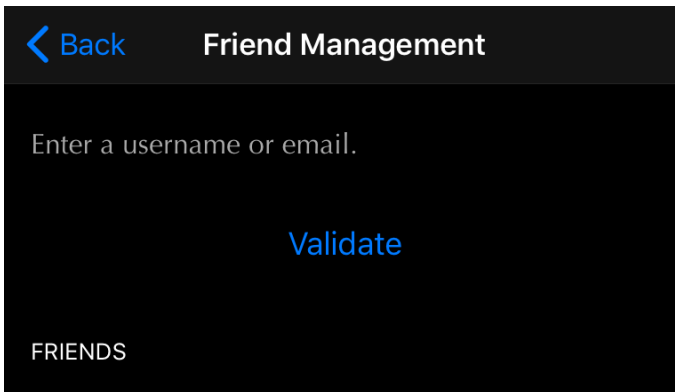 Back Friend Management
Enter a username or email.
Validate
FRIENDS